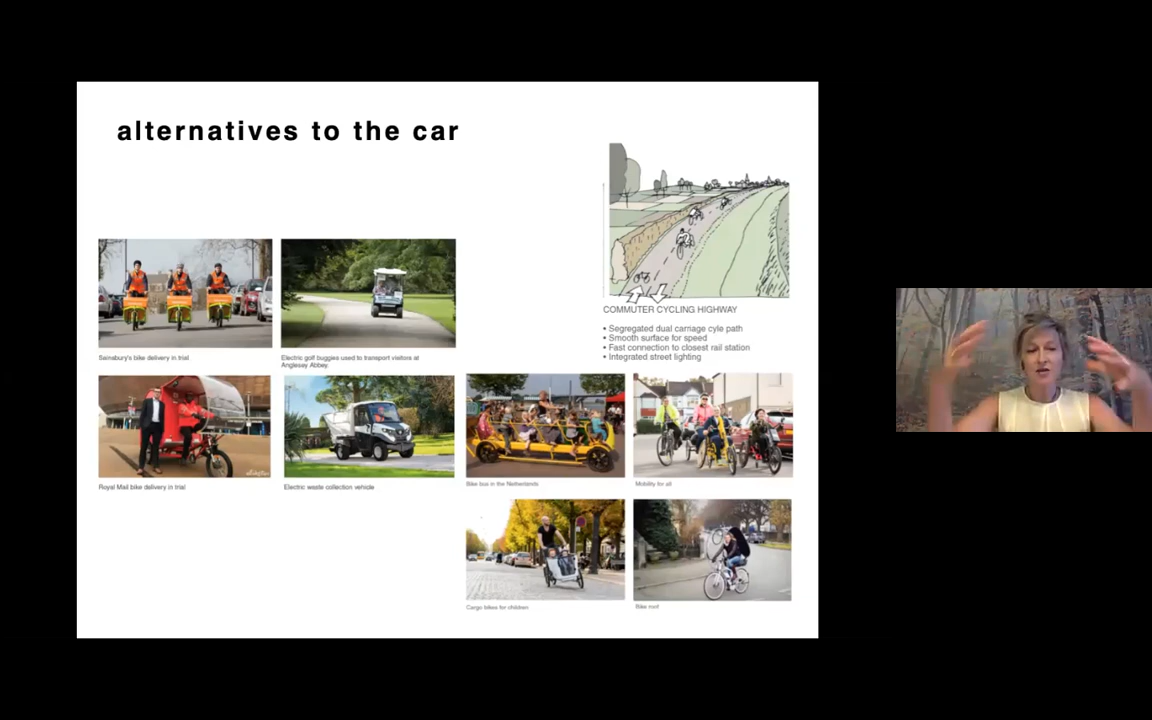 alternatives to the car
COMMUTER CYCLING HIGHWAY
• Segregated dual carriage cyle path
• Smooth surface for speed
• Fast connection to closest rail station
• Integrated street lighting
Sainsbury's bike delivery in trial
Electric golf buggies used to transport visitors at
Anglesey Abbey.
Royal Mail bike delivery in trial
Electric waste collection vehicle
Bike bus in the Netherlands
Mobility for all
Cargo bikes for children
Bike roof